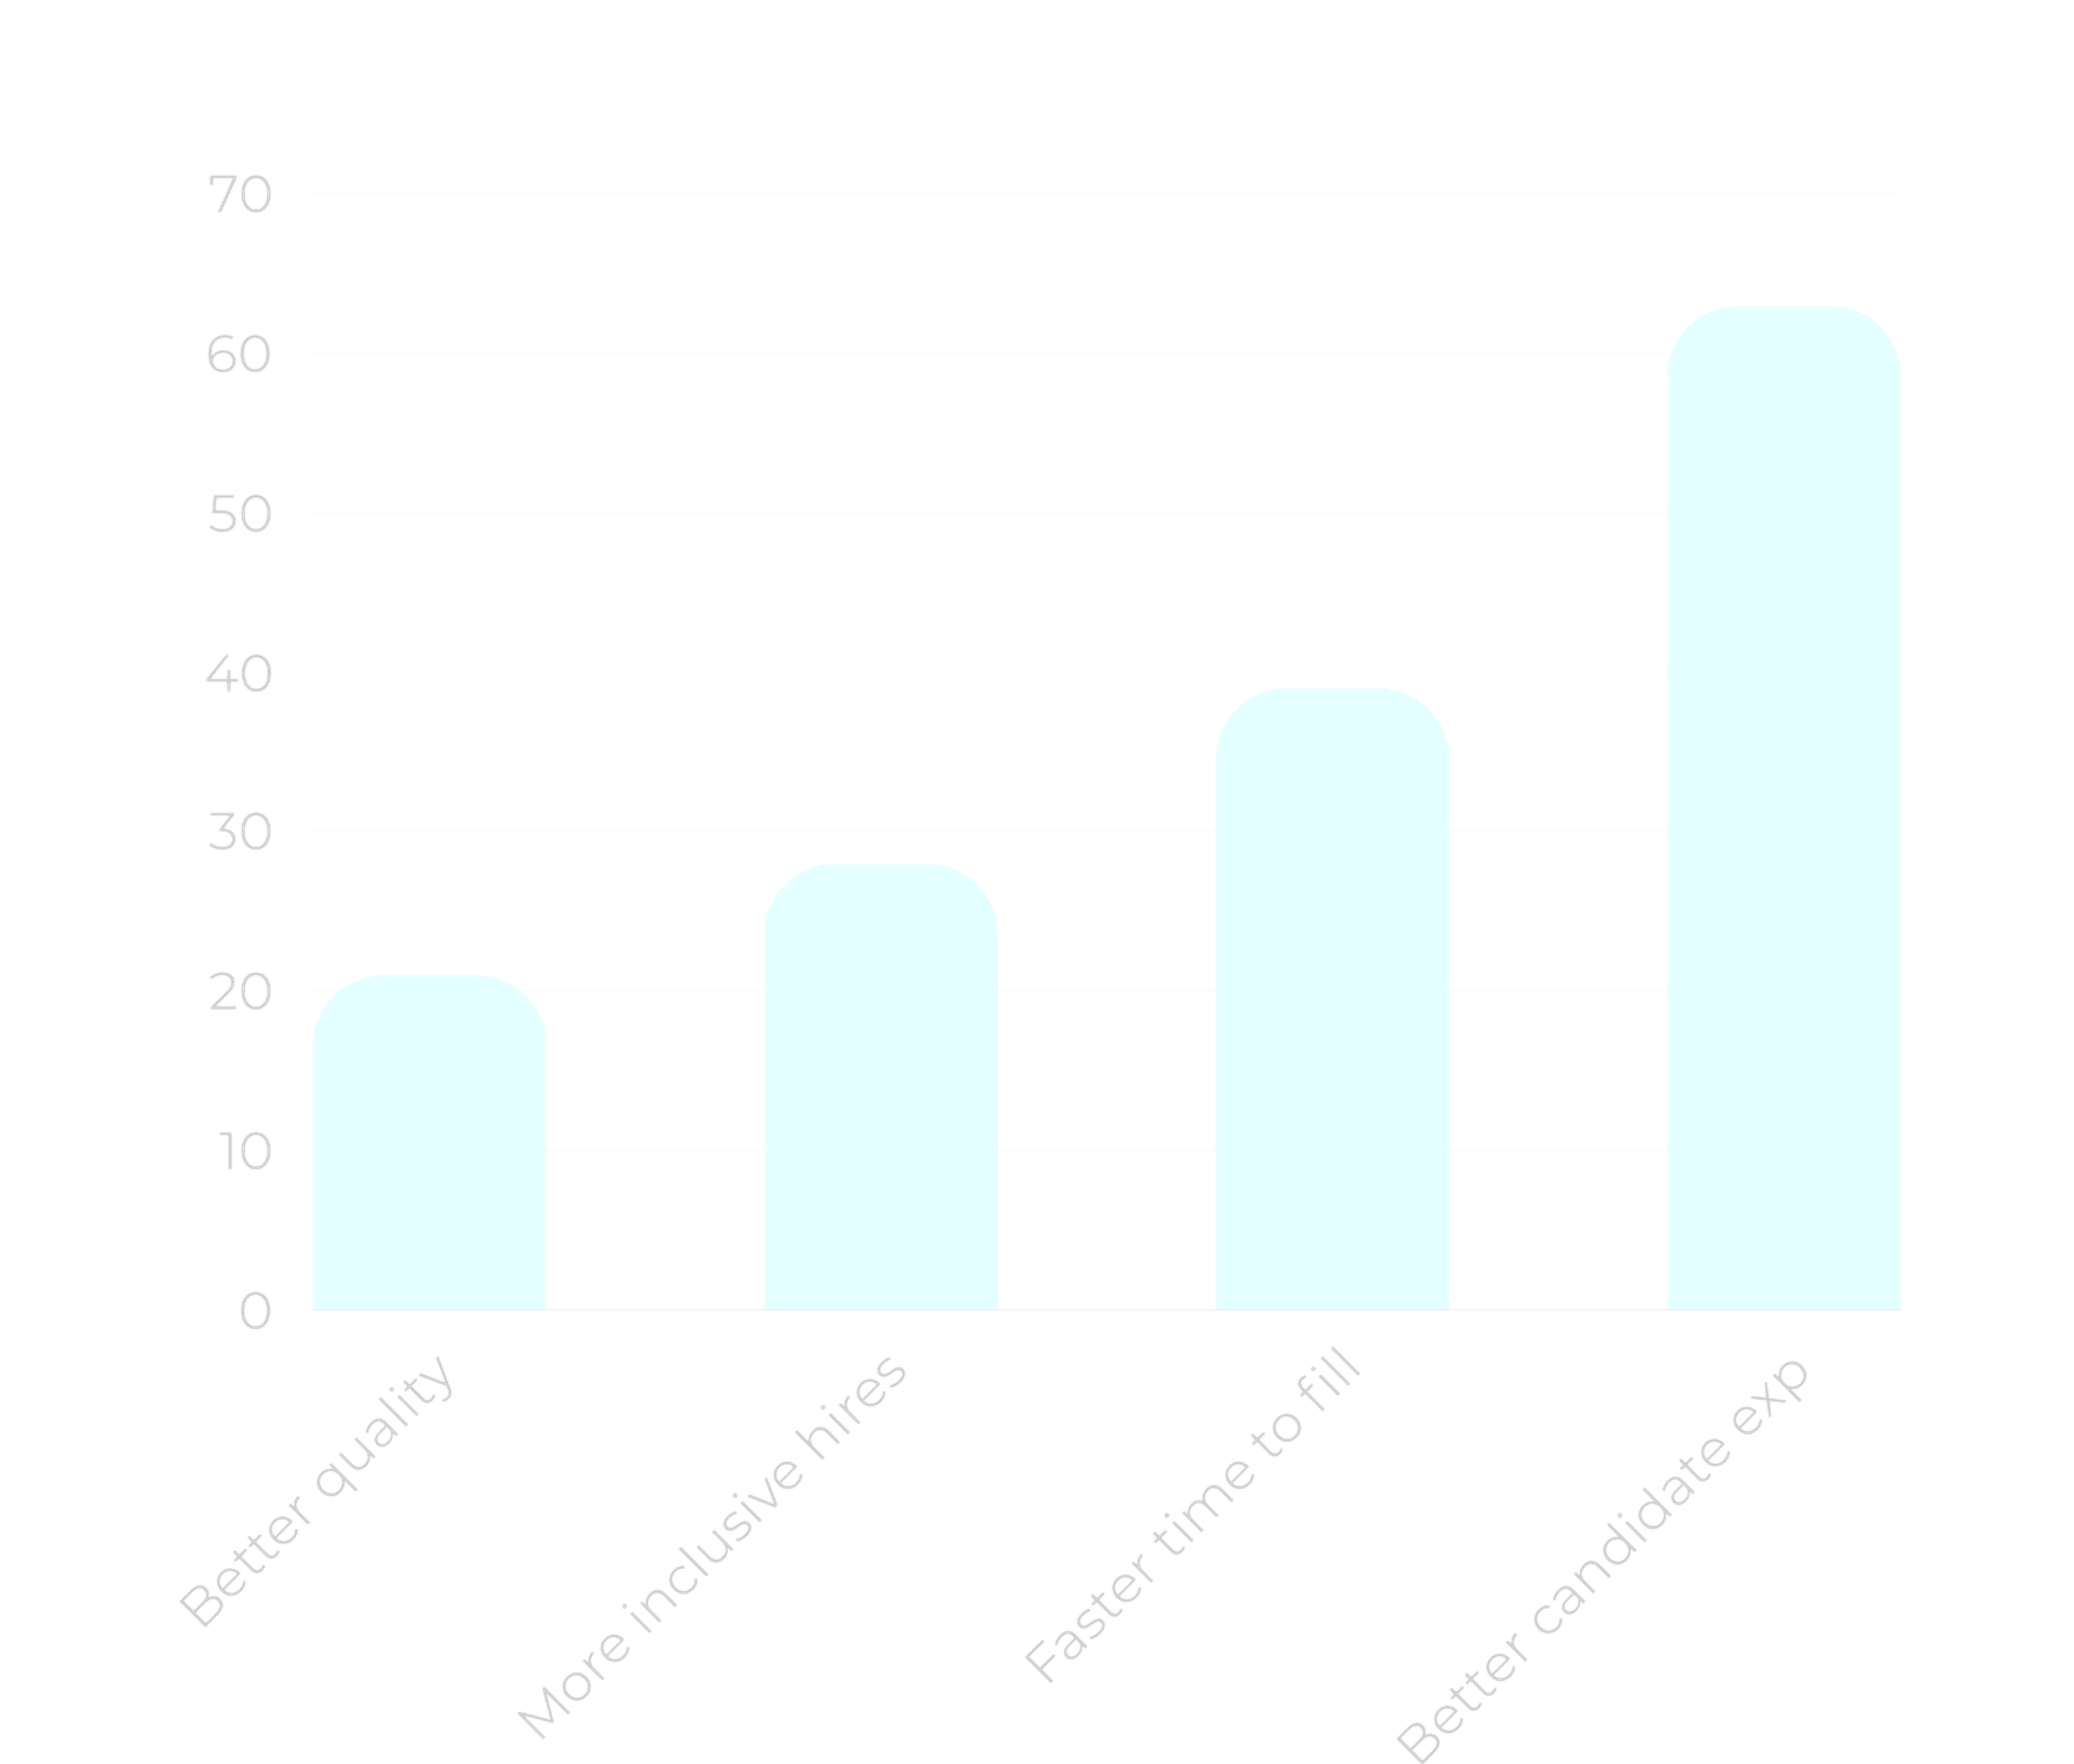 70
60
50
40
30
20
10
0
Better quality
More inclusive hires
Faster time to fill
Better candidate exp